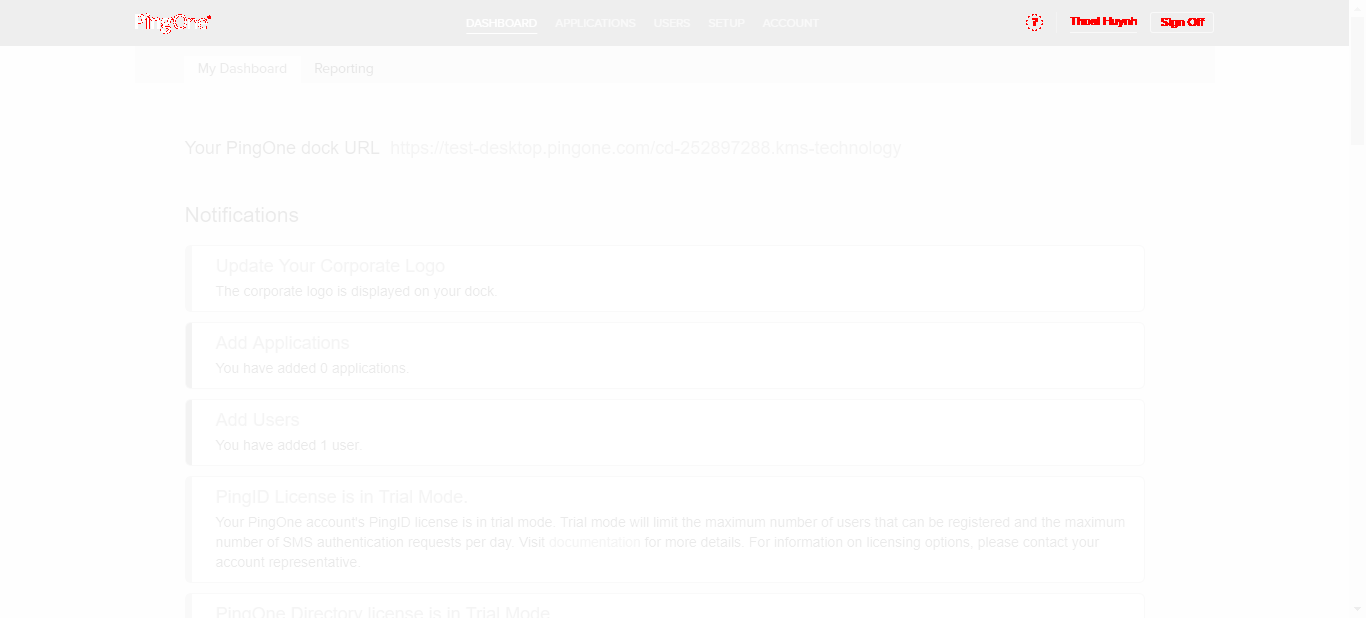 PingOne
DASHBOARD APPLICATIONS USERS SETUP ACCOUNT
? Thoai Huynh Sign Off
My Dashboard Reporting
Your PingOne dock URL https://test-desktop.pingone.com/cd-252897288.kms-technology
Notifications
Update Your Corporate Logo
The corporate logo is displayed on your dock.
Add Applications
You have added 0 applications.
Add Users
You have added 1 user.
PingID License is in Trial Mode.
Your PingOne account's PingID license is in trial mode. Trial mode will limit the maximum number of users that can be registered and the maximum
number of SMS authentication requests per day. Visit documentation for more details. For information on licensing options, please contact your
account representative.
PingOne Directory license is in Trial Mode